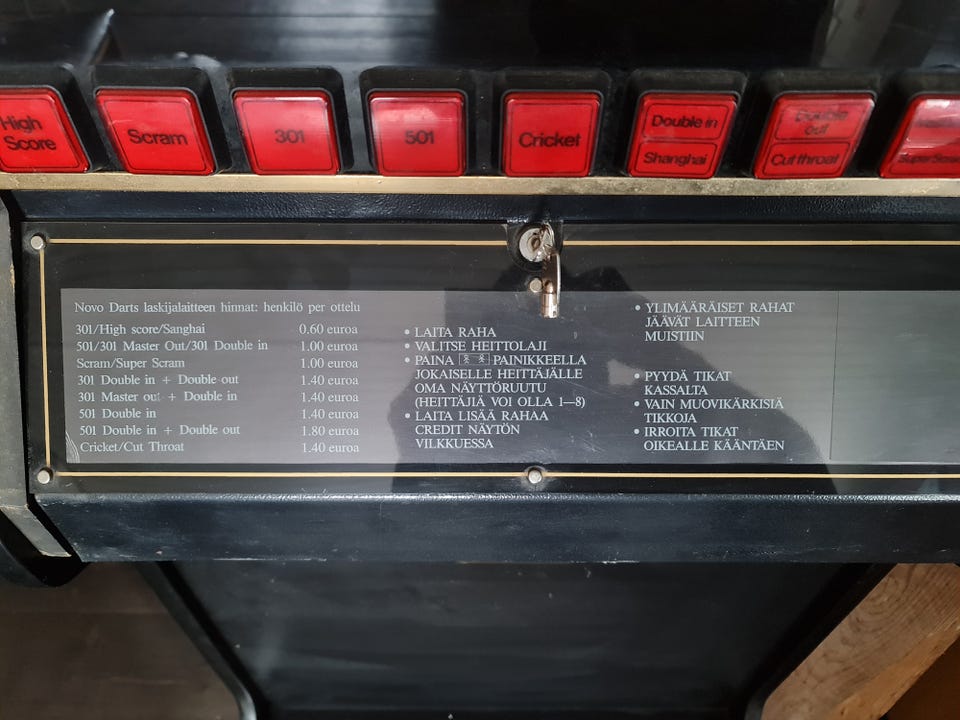 High
Score
Scram
301
501
Cricket
Double in
Shanghai
Double
out
Cut throat
Novo Darts laskijalaitteen hinnat: henkilö per ottelu
301/High score/Sanghai 0.60 euroa
501/301 Master Out/301 Double in 1.00 euroa
Scram/Super Scram 1.00 euroa
301 Double in + Double out 1.40 euroa
301 Master out + Double in 1.40 euroa
501 Double in 1.40 euroa
501 Double in + Double out 1.80 euroa
Cricket/Cut Throat 1.40 euroa
• LAITA RAHA
• VALITSE HEITTOLAJI
• PAINA PAINIKKEELLA
JOKAISELLE HEITTÄJÄLLE
OMA NÄYTTÖRUUTU
(HEITTÄJIÄ VOI OLLA 1—8)
• LAITA LISÄÄ RAHAA
CREDIT NÄYTÖN
VILKKUESSA
• YLIMÄÄRÄISET RAHAT
JÄÄVÄT LAITTEEN
MUISTIIN
• PYYDÄ TIKAT
KASSALTA
• VAIN MUOVIKÄRKISIÄ
TIKKOJA
• IRROITA TIKAT
OIKEALLE KÄÄNTÄEN